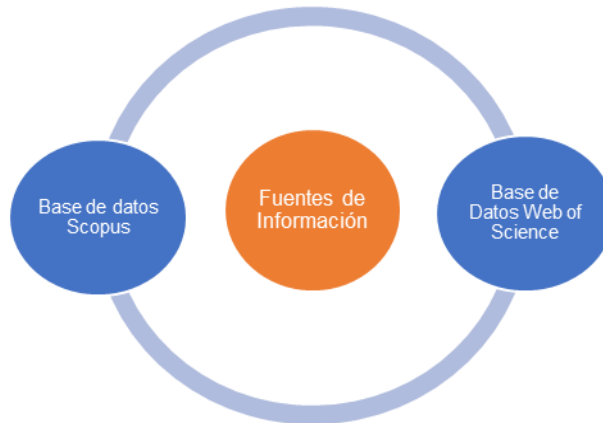 Base de datos
Scopus
Fuentes de
Información
Base de
Datos Web of
Science